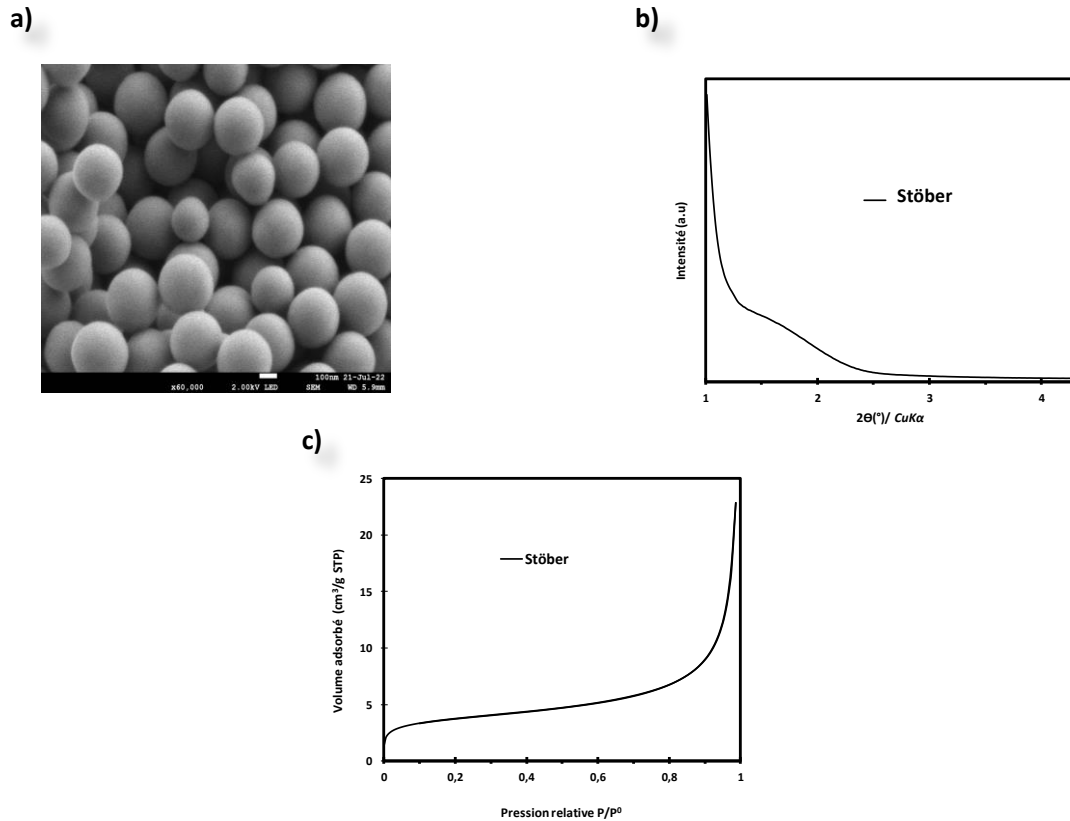 a)
b)
x60,000 2.00kV LED SEM 100nm 21-Jul-22
WD 5.9mm
Intensité (a.u)
Stöber
1 2 3 4
2Θ(°)/ CuKα
c)
Volume adsorbé (cm³/g STP)
25
20
15
10
5
0
Stöber
0 0,2 0,4 0,6 0,8 1
Pression relative P/P⁰